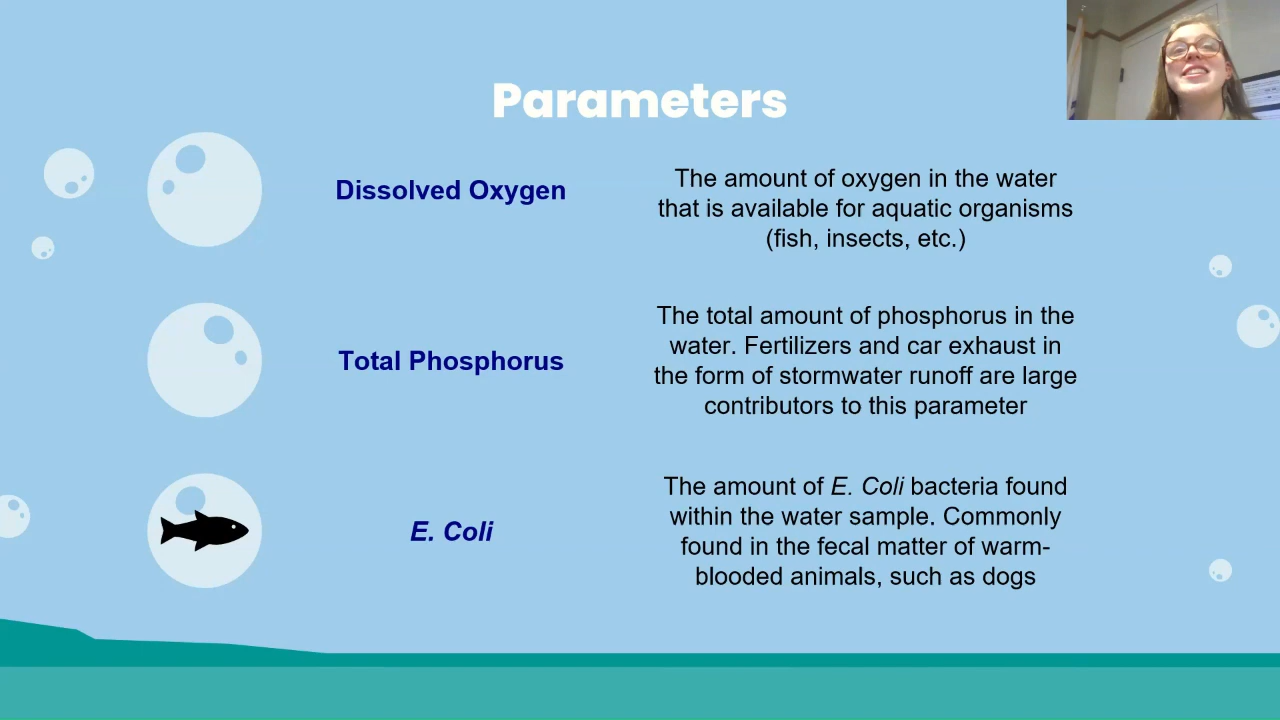 Parameters
Dissolved Oxygen
The amount of oxygen in the water
that is available for aquatic organisms
(fish, insects, etc.)
Total Phosphorus
The total amount of phosphorus in the
water. Fertilizers and car exhaust in
the form of stormwater runoff are large
contributors to this parameter
E. Coli
The amount of E. Coli bacteria found
within the water sample. Commonly
found in the fecal matter of warm-
blooded animals, such as dogs